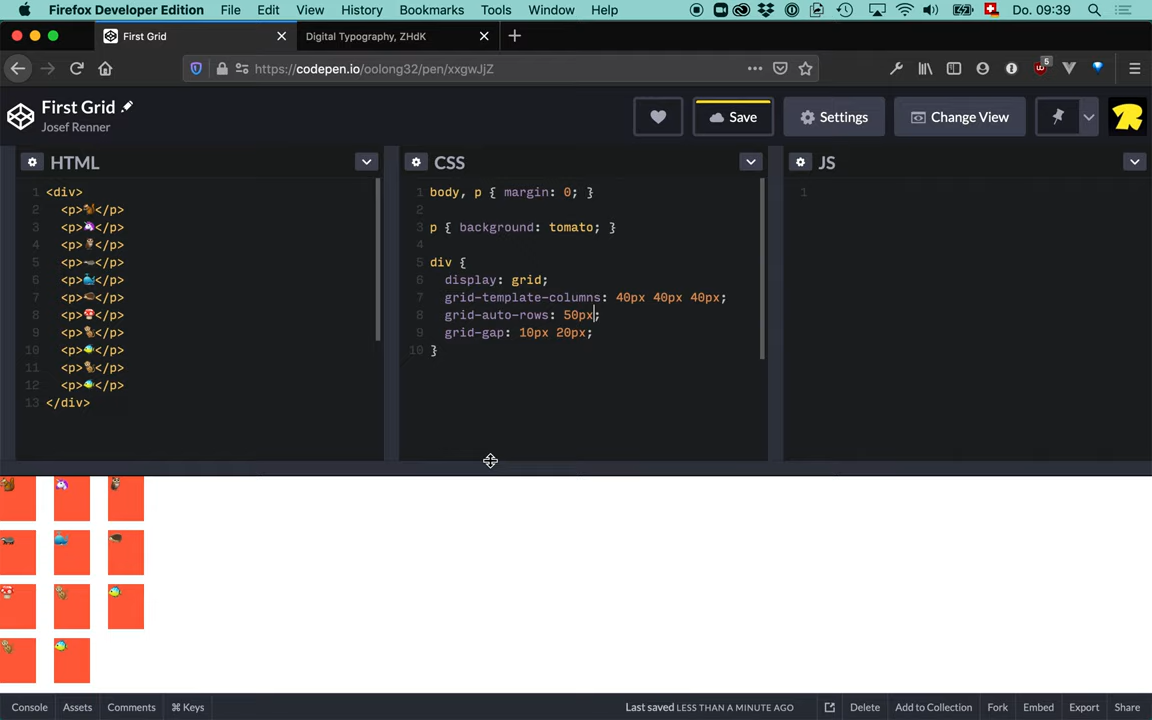 Firefox Developer Edition File Edit View History Bookmarks Tools Window Help Do. 09:39
First Grid Digital Typography, ZHdK
https://codepen.io/oolong32/pen/xxgwJjZ
5
First Grid
Josef Renner
Save Settings Change View
HTML CSS JS
1 <div>
2 <p>🐿</p>
3 <p>🦄</p>
4 <p>🦉</p>
5 <p></p>
6 <p>🐳</p>
7 <p></p>
8 <p>🍄</p>
9 <p></p>
10 <p>🐠</p>
11 <p></p>
12 <p>🐠</p>
13 </div>
1 body, p { margin: 0; }
2
3 p { background: tomato; }
4
5 div {
6 display: grid;
7 grid-template-columns: 40px 40px 40px;
8 grid-auto-rows: 50px;
9 grid-gap: 10px 20px;
10 }
1
Console Assets Comments ⌘ Keys Last saved LESS THAN A MINUTE AGO Delete Add to Collection Fork Embed Export Share